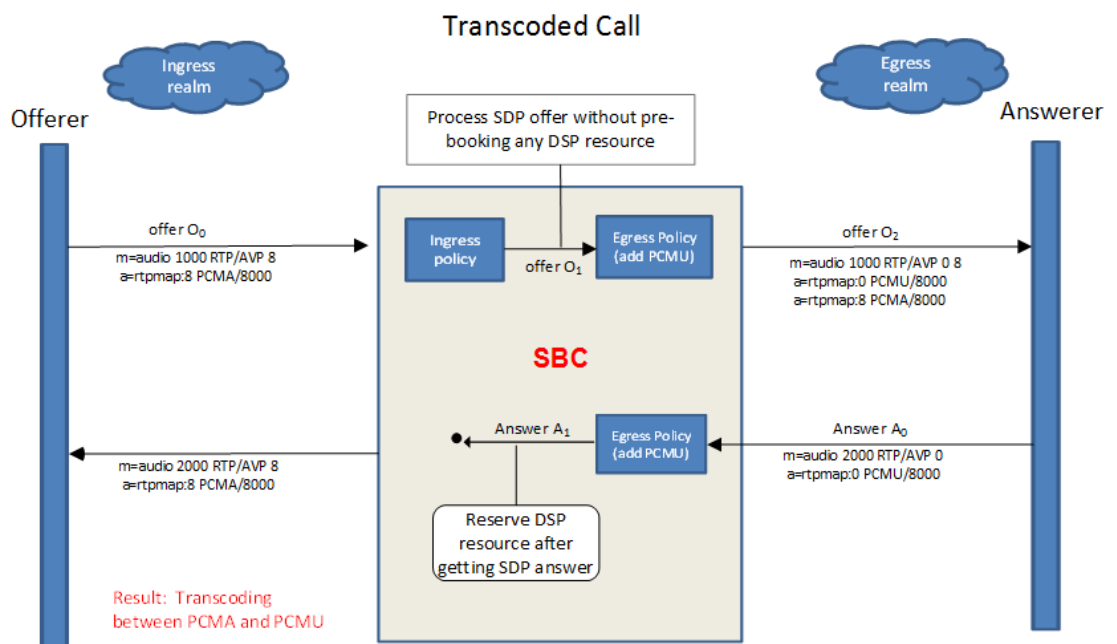 Transcoded Call
Ingress
realm
Egress
realm
Offerer
Answerer
Process SDP offer without pre-
booking any DSP resource
offer O₀
m=audio 1000 RTP/AVP 8
a=rtpmap:8 PCMA/8000
Ingress
policy
offer O₁
Egress Policy
(add PCMU)
offer O₂
m=audio 1000 RTP/AVP 0 8
a=rtpmap:0 PCMU/8000
a=rtpmap:8 PCMA/8000
SBC
m=audio 2000 RTP/AVP 8
a=rtpmap:8 PCMA/8000
Answer A₁
Egress Policy
(add PCMU)
Answer A₀
m=audio 2000 RTP/AVP 0
a=rtpmap:0 PCMU/8000
Reserve DSP
resource after
getting SDP answer
Result: Transcoding
between PCMA and PCMU